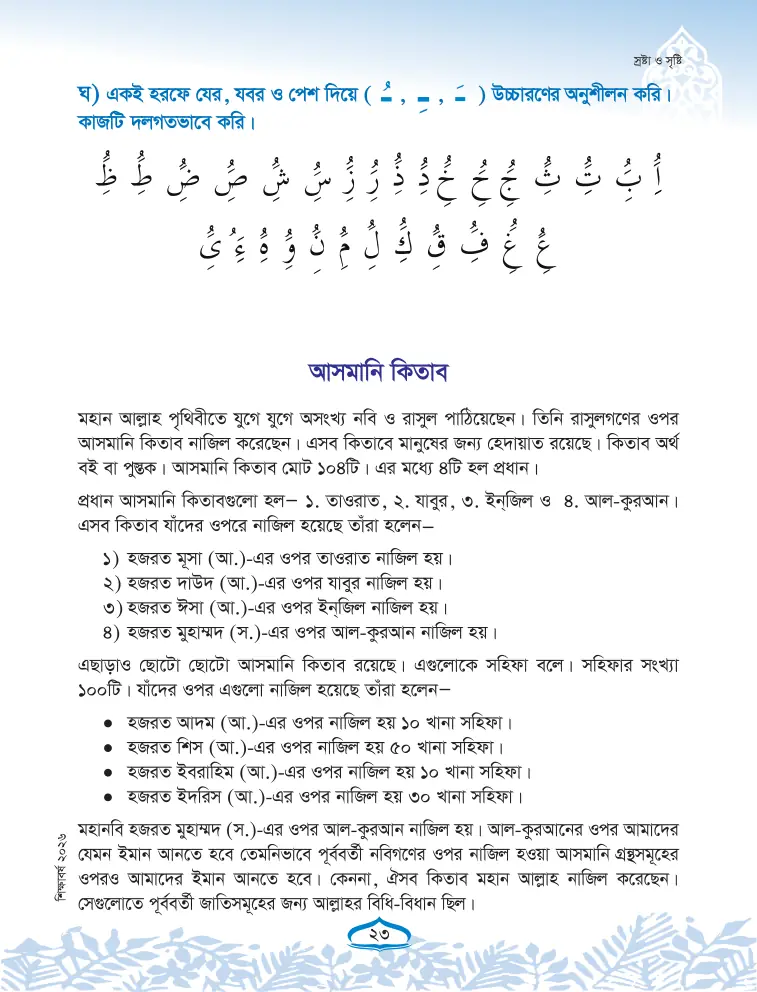 স্রষ্টা ও সৃষ্টি
ঘ) একই হরফে যের, যবর ও পেশ দিয়ে ( ُ , ِ , َ ) উচ্চারণের অনুশীলন করি।
কাজটি দলগতভাবে করি।
اَُ بَُِ تَُِ ثَُِ جَُِ حَُِ خَُِ دَُِ ذَُِ رَُِ زَُِ سَُِ شَُِ صَُِ ضَُِ طَُِ ظَُِ
عَُِ غَُِ فَُِ قَُِ كَُِ لَُِ مَُِ نَُِ وَُِ هَُِ ءَُِ ىَُِ
আসমানি কিতাব
মহান আল্লাহ পৃথিবীতে যুগে যুগে অসংখ্য নবি ও রাসুল পাঠিয়েছেন। তিনি রাসুলগণের ওপর
আসমানি কিতাব নাজিল করেছেন। এসব কিতাবে মানুষের জন্য হেদায়াত রয়েছে। কিতাব অর্থ
বই বা পুস্তক। আসমানি কিতাব মোট ১০৪টি। এর মধ্যে ৪টি হল প্রধান।
প্রধান আসমানি কিতাবগুলো হল– ১. তাওরাত, ২. যাবুর, ৩. ইন্‌জিল ও ৪. আল-কুরআন।
এসব কিতাব যাঁদের ওপরে নাজিল হয়েছে তাঁরা হলেন–
১) হজরত মূসা (আ.)-এর ওপর তাওরাত নাজিল হয়।
২) হজরত দাউদ (আ.)-এর ওপর যাবুর নাজিল হয়।
৩) হজরত ঈসা (আ.)-এর ওপর ইন্‌জিল নাজিল হয়।
৪) হজরত মুহাম্মদ (স.)-এর ওপর আল-কুরআন নাজিল হয়।
এছাড়াও ছোটো ছোটো আসমানি কিতাব রয়েছে। এগুলোকে সহিফা বলে। সহিফার সংখ্যা
১০০টি। যাঁদের ওপর এগুলো নাজিল হয়েছে তাঁরা হলেন–
● হজরত আদম (আ.)-এর ওপর নাজিল হয় ১০ খানা সহিফা।
● হজরত শিস (আ.)-এর ওপর নাজিল হয় ৫০ খানা সহিফা।
● হজরত ইবরাহিম (আ.)-এর ওপর নাজিল হয় ১০ খানা সহিফা।
● হজরত ইদরিস (আ.)-এর ওপর নাজিল হয় ৩০ খানা সহিফা।
মহানবি হজরত মুহাম্মদ (স.)-এর ওপর আল-কুরআন নাজিল হয়। আল-কুরআনের ওপর আমাদের
যেমন ইমান আনতে হবে তেমনিভাবে পূর্ববর্তী নবিগণের ওপর নাজিল হওয়া আসমানি গ্রন্থসমূহের
ওপরও আমাদের ইমান আনতে হবে। কেননা, ঐসব কিতাব মহান আল্লাহ নাজিল করেছেন।
সেগুলোতে পূর্ববর্তী জাতিসমূহের জন্য আল্লাহর বিধি-বিধান ছিল।
শিক্ষাবর্ষ ২০২৬
২৩